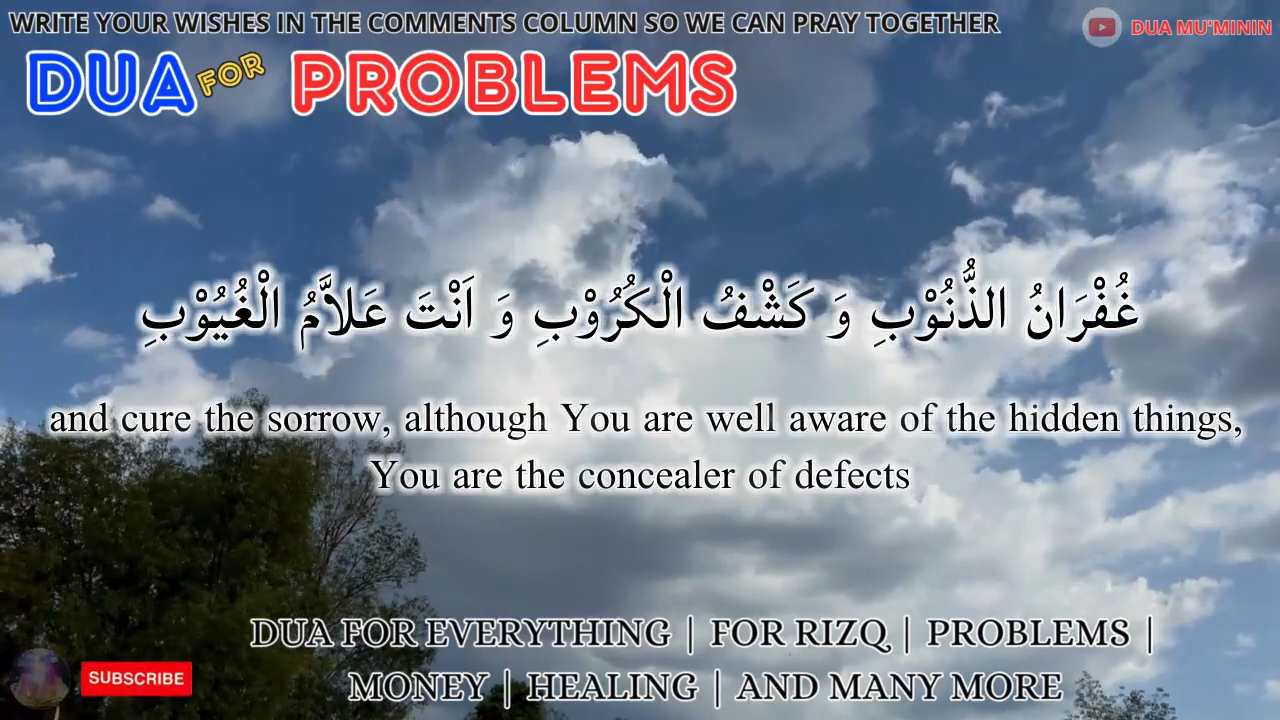 WRITE YOUR WISHES IN THE COMMENTS COLUMN SO WE CAN PRAY TOGETHER
DUA MU'MININ
DUA FOR PROBLEMS
غُفْرَانُ الذُّنُوْبِ وَ كَشْفُ الْكُرُوْبِ وَ اَنْتَ عَلاَّمُ الْغُيُوْبِ
and cure the sorrow, although You are well aware of the hidden things,
You are the concealer of defects
DUA FOR EVERYTHING | FOR RIZQ | PROBLEMS |
MONEY | HEALING | AND MANY MORE
SUBSCRIBE